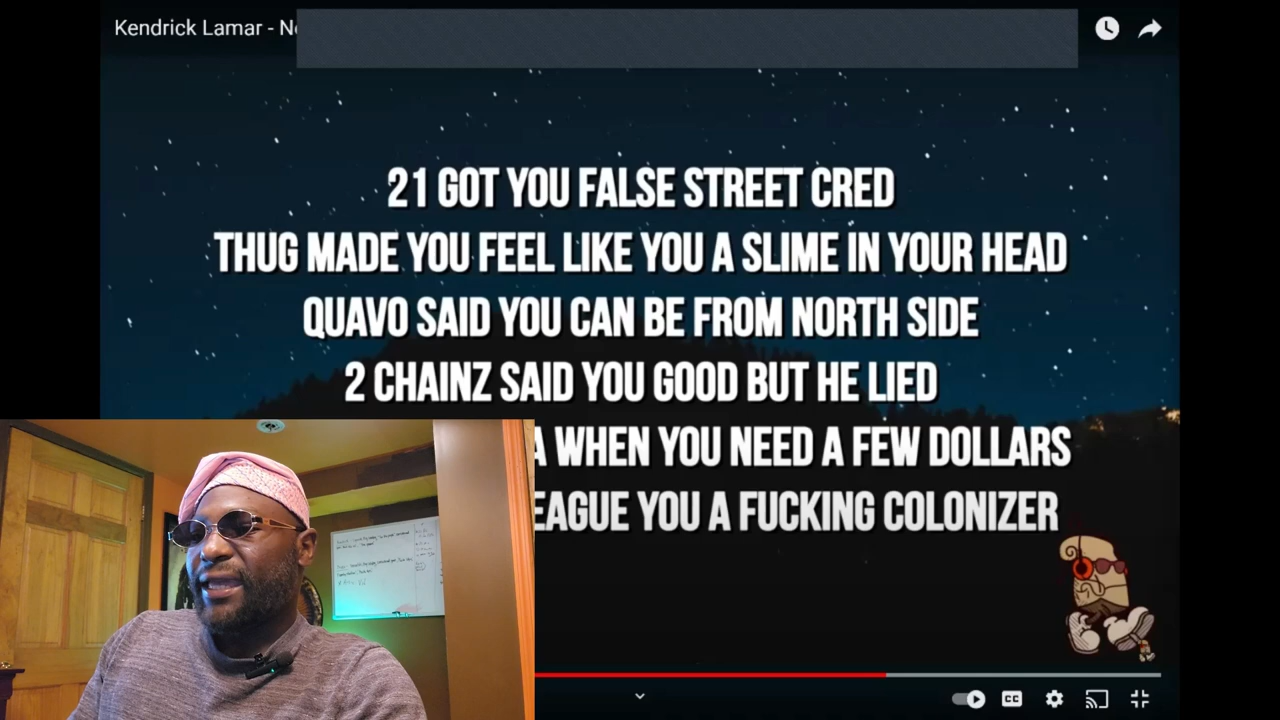 Kendrick Lamar - N
21 GOT YOU FALSE STREET CRED
THUG MADE YOU FEEL LIKE YOU A SLIME IN YOUR HEAD
QUAVO SAID YOU CAN BE FROM NORTH SIDE
2 CHAINZ SAID YOU GOOD BUT HE LIED
A WHEN YOU NEED A FEW DOLLARS
EAGUE YOU A FUCKING COLONIZER
CC